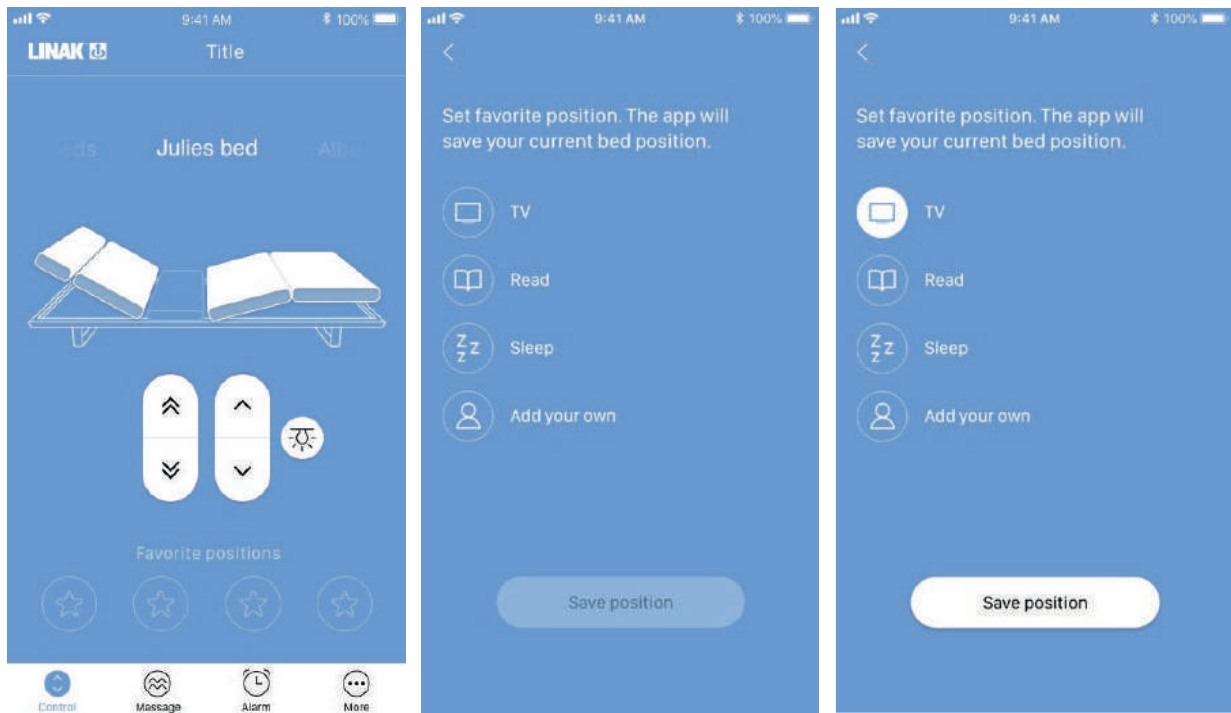 9:41 AM
100%
LINAK
Title
Julies bed
Favorite positions
Control
Massage
Alarm
More
9:41 AM
100%
Set favorite position. The app will
save your current bed position.
TV
Read
Z Z Z
Sleep
Add your own
Save position
9:41 AM
100%
Set favorite position. The app will
save your current bed position.
TV
Read
Z Z Z
Sleep
Add your own
Save position